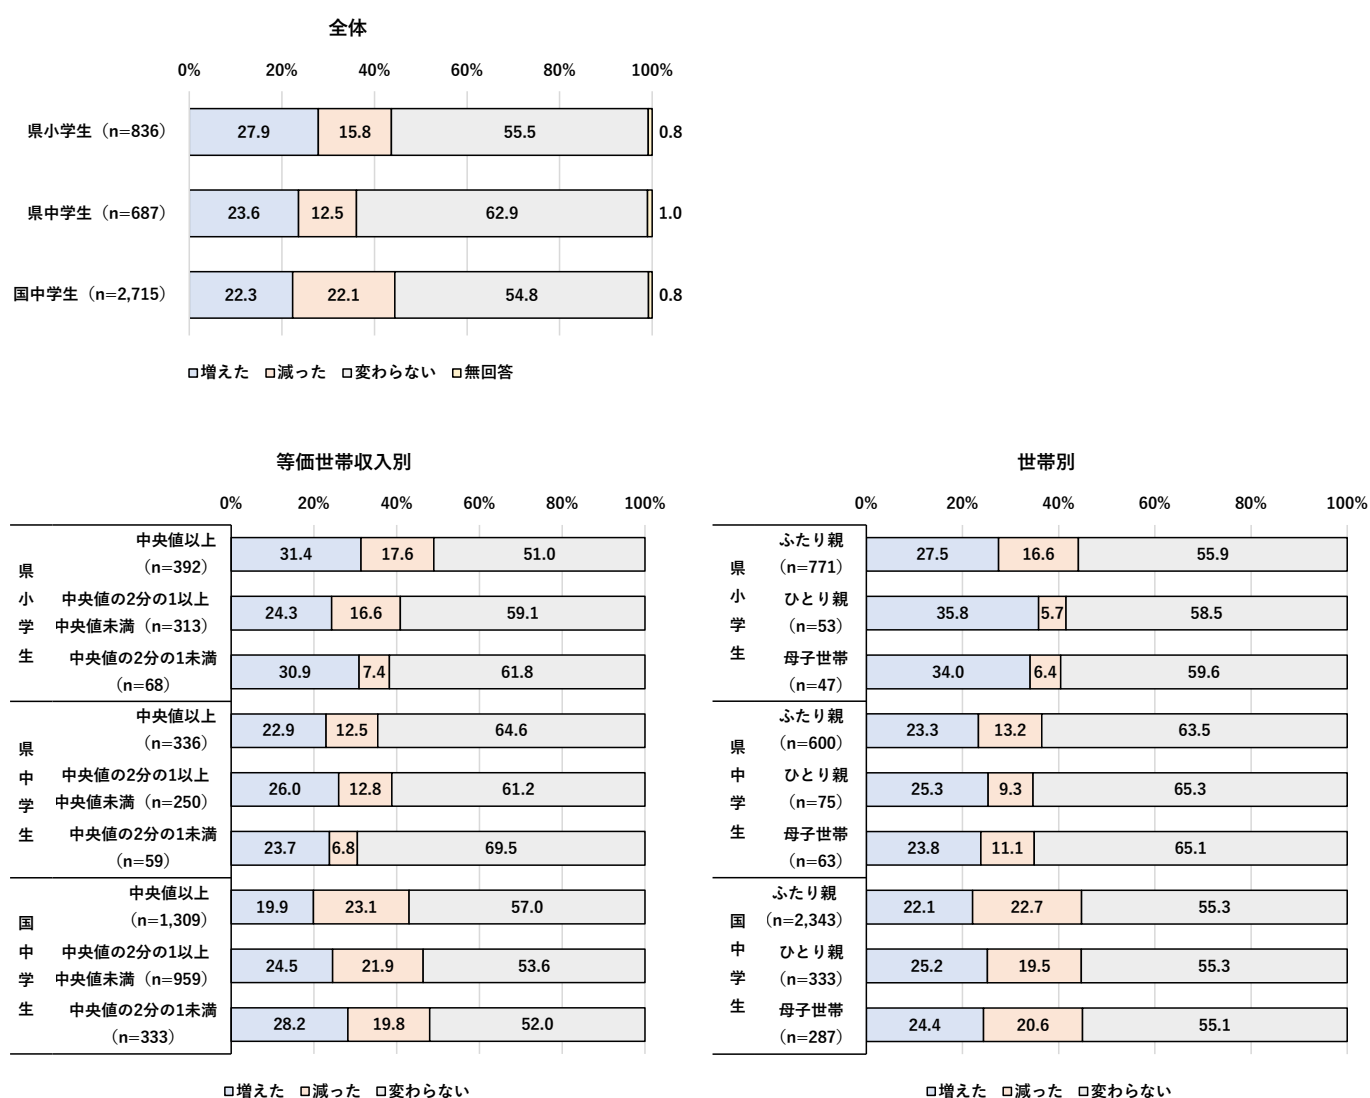 全体
0% 20% 40% 60% 80% 100%
県小学生（n=836） 27.9 15.8 55.5 0.8
県中学生（n=687） 23.6 12.5 62.9 1.0
国中学生（n=2,715） 22.3 22.1 54.8 0.8
増えた 減った 変わらない 無回答
等価世帯収入別
0% 20% 40% 60% 80% 100%
県小学生
中央値以上
（n=392） 31.4 17.6 51.0
中央値の2分の1以上
中央値未満（n=313） 24.3 16.6 59.1
中央値の2分の1未満
（n=68） 30.9 7.4 61.8
県中学生
中央値以上
（n=336） 22.9 12.5 64.6
中央値の2分の1以上
中央値未満（n=250） 26.0 12.8 61.2
中央値の2分の1未満
（n=59） 23.7 6.8 69.5
国中学生
中央値以上
（n=1,309） 19.9 23.1 57.0
中央値の2分の1以上
中央値未満（n=959） 24.5 21.9 53.6
中央値の2分の1未満
（n=333） 28.2 19.8 52.0
増えた 減った 変わらない
世帯別
0% 20% 40% 60% 80% 100%
県小学生
ふたり親
（n=771） 27.5 16.6 55.9
ひとり親
（n=53） 35.8 5.7 58.5
母子世帯
（n=47） 34.0 6.4 59.6
県中学生
ふたり親
（n=600） 23.3 13.2 63.5
ひとり親
（n=75） 25.3 9.3 65.3
母子世帯
（n=63） 23.8 11.1 65.1
国中学生
ふたり親
（n=2,343） 22.1 22.7 55.3
ひとり親
（n=333） 25.2 19.5 55.3
母子世帯
（n=287） 24.4 20.6 55.1
増えた 減った 変わらない